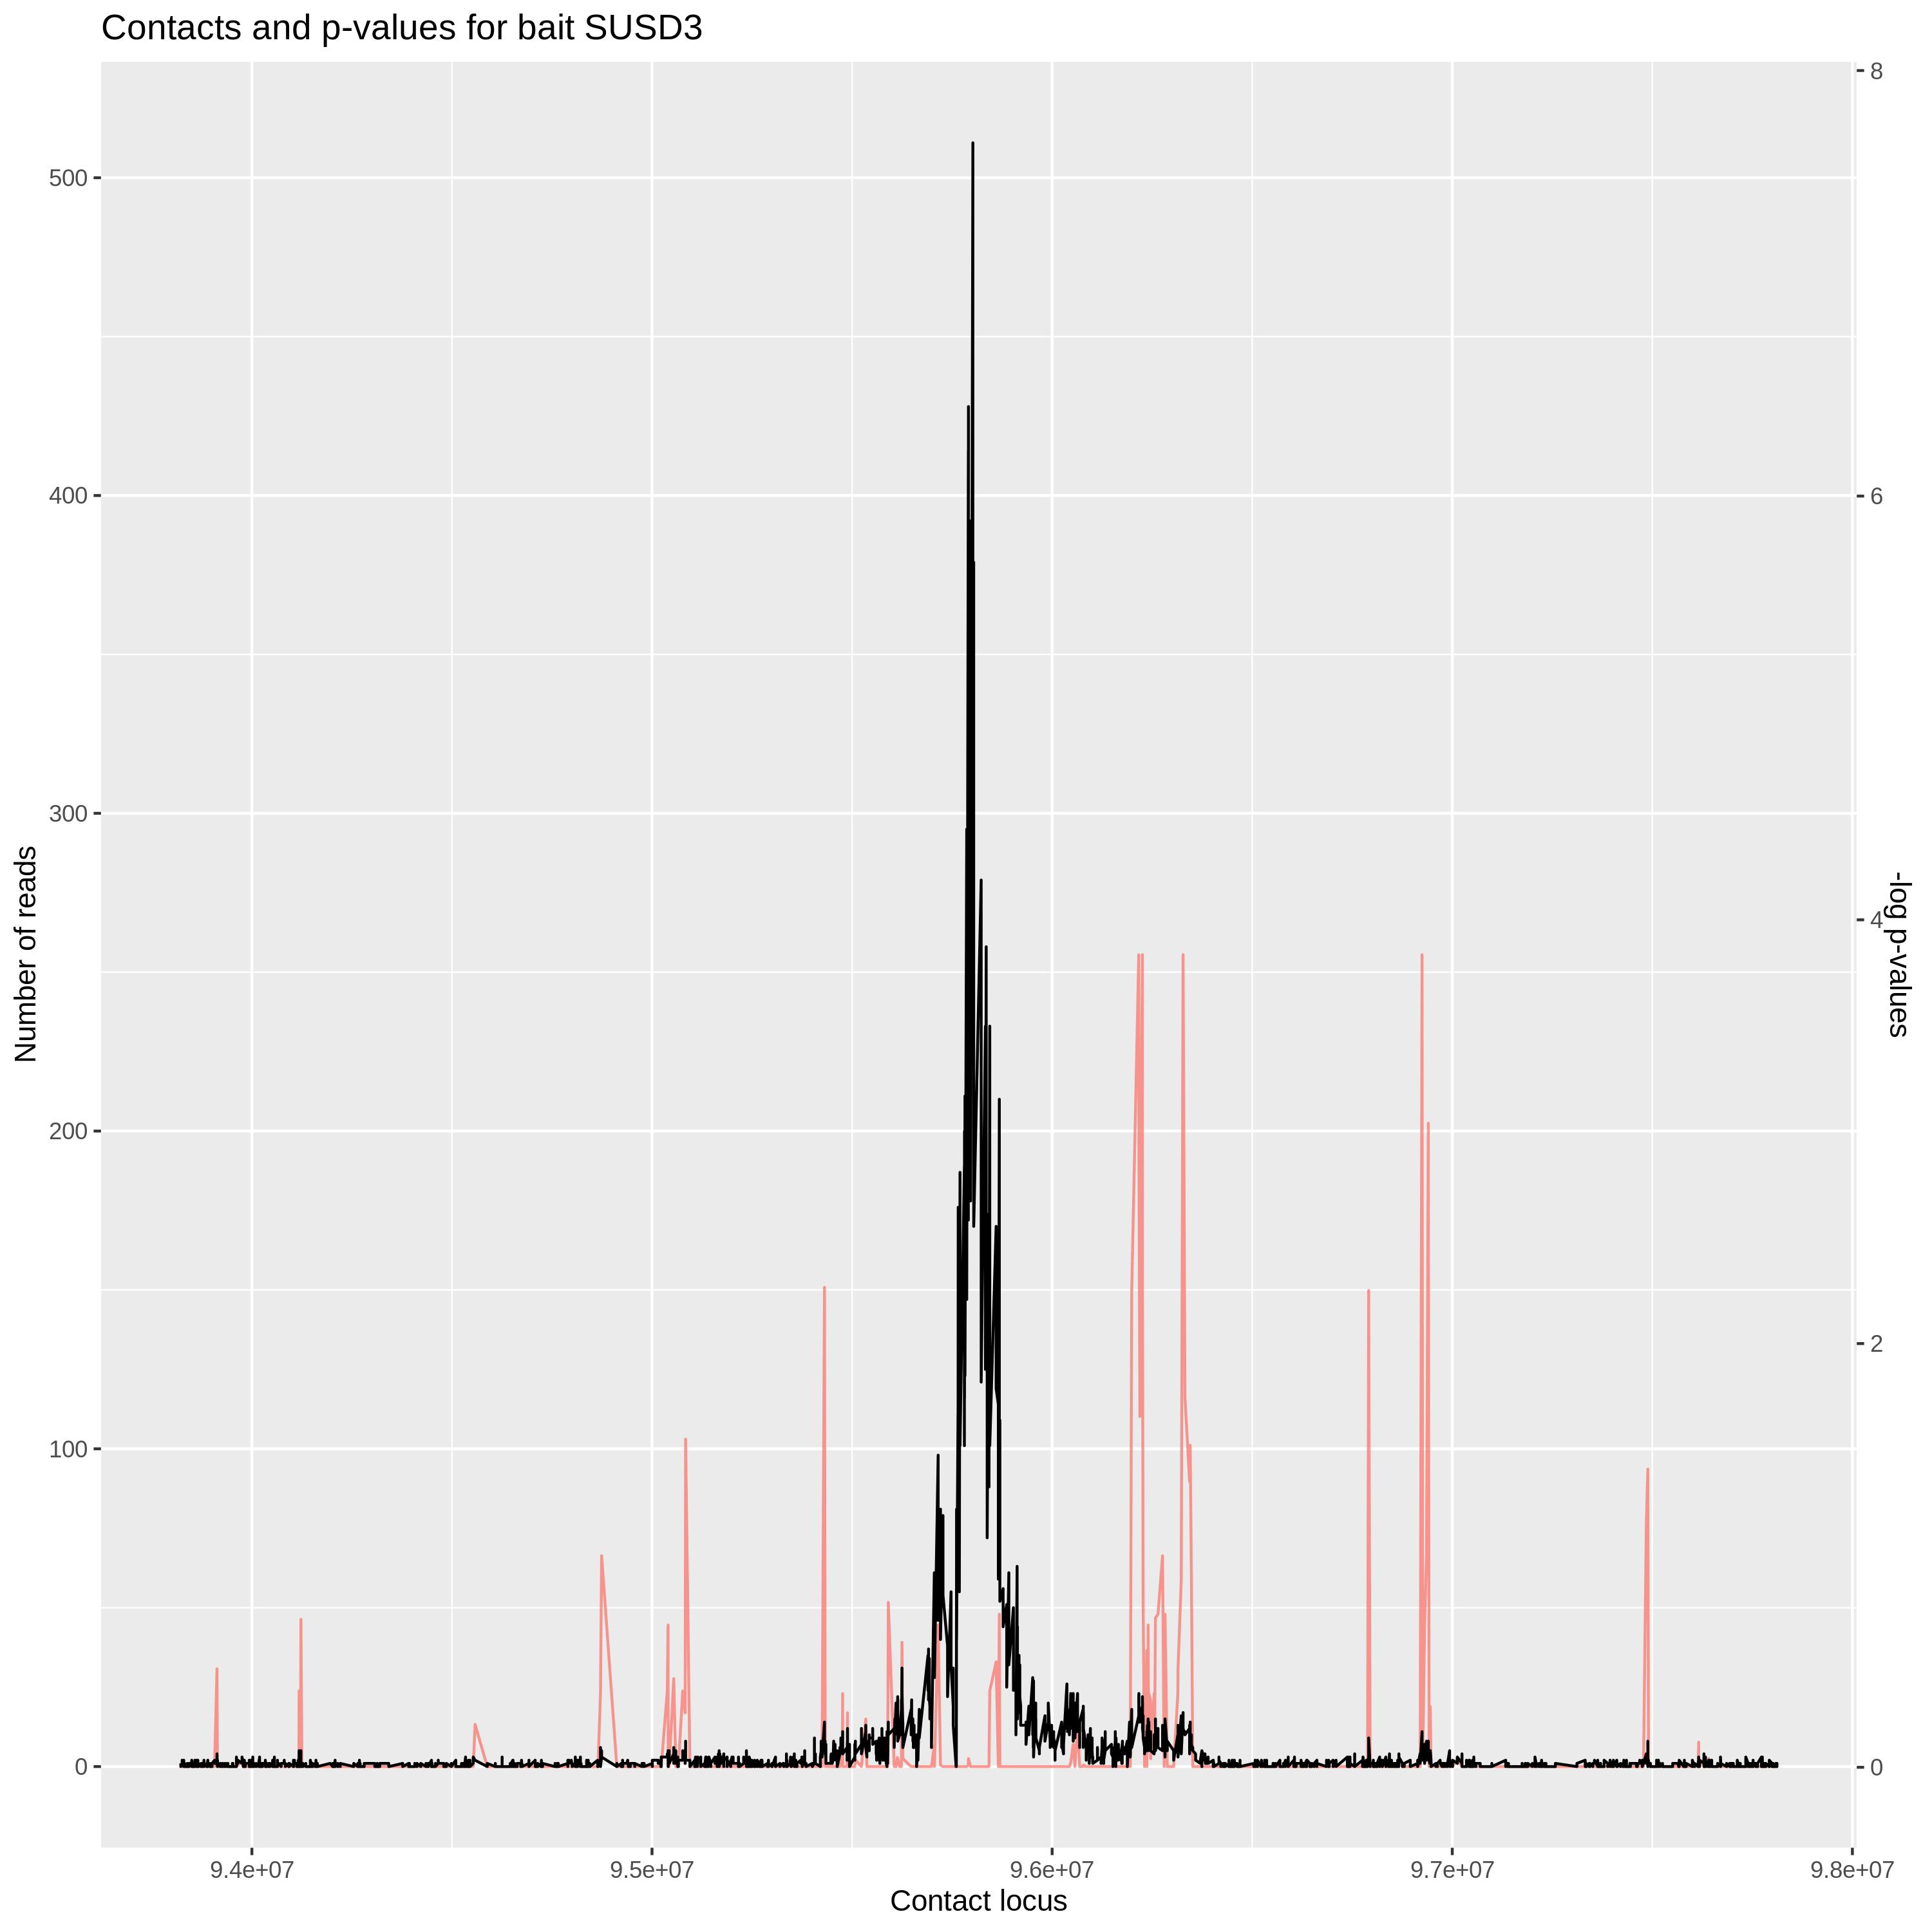 Contacts and p-values for bait SUSD3
8
500
400
6
300
Number of reads
4
-log p-values
200
2
100
0
0
9.4e+07
9.5e+07
9.6e+07
9.7e+07
9.8e+07
Contact locus